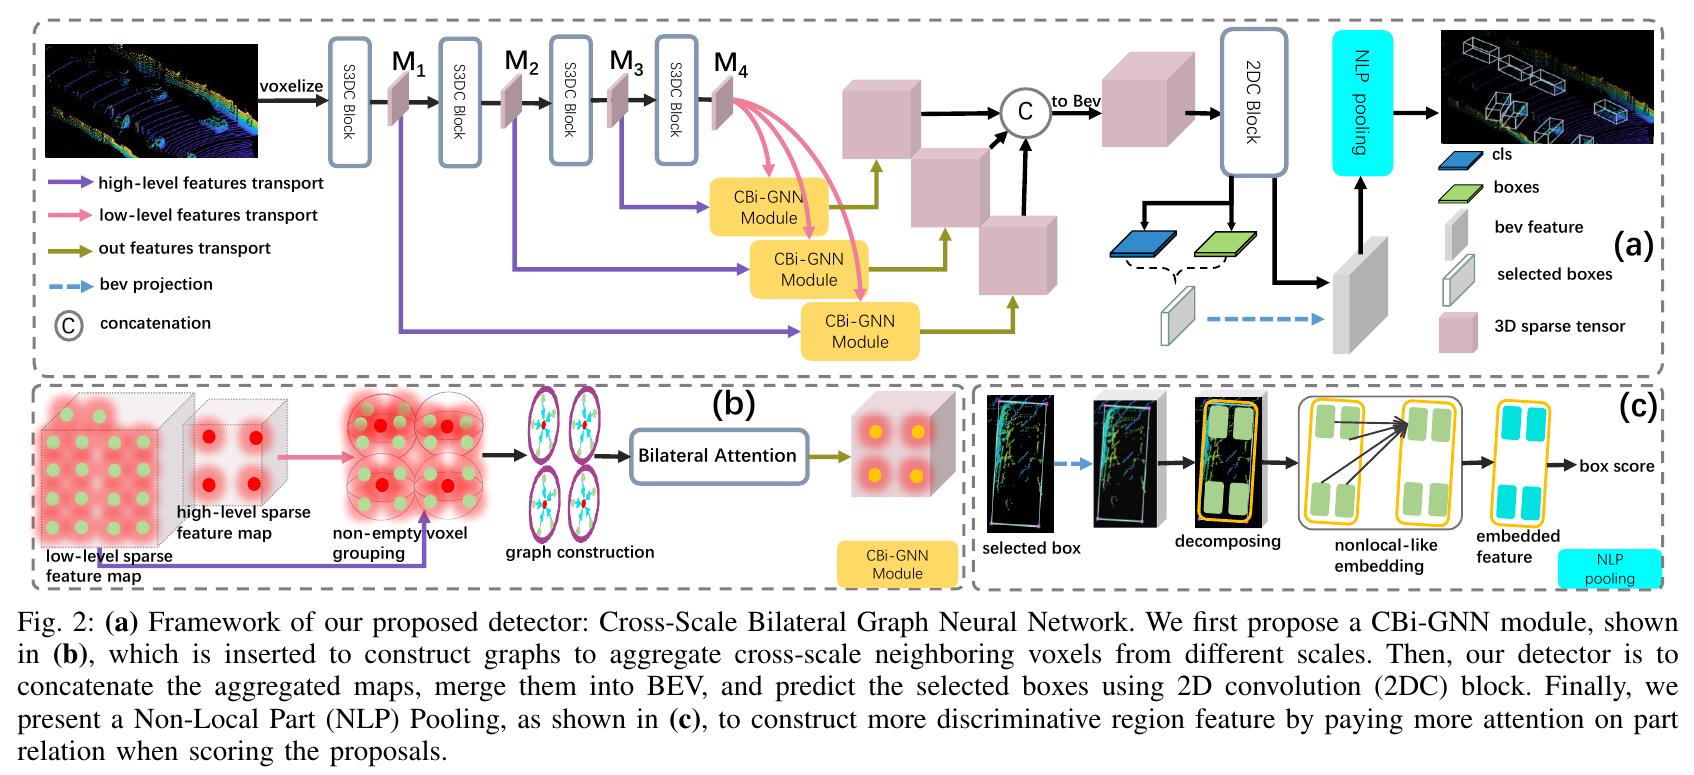 voxelize
S3DC Block
M1
S3DC Block
M2
S3DC Block
M3
S3DC Block
M4
C
to Bev
2DC Block
NLP pooling
high-level features transport
low-level features transport
out features transport
bev projection
C
concatenation
CBi-GNN
Module
CBi-GNN
Module
CBi-GNN
Module
cls
boxes
bev feature
selected boxes
3D sparse tensor
(a)
(b)
low-level sparse
feature map
high-level sparse
feature map
non-empty voxel
grouping
graph construction
Bilateral Attention
CBi-GNN
Module
(c)
selected box
decomposing
nonlocal-like
embedding
embedded
feature
box score
NLP
pooling
Fig. 2: (a) Framework of our proposed detector: Cross-Scale Bilateral Graph Neural Network. We first propose a CBi-GNN module, shown
in (b), which is inserted to construct graphs to aggregate cross-scale neighboring voxels from different scales. Then, our detector is to
concatenate the aggregated maps, merge them into BEV, and predict the selected boxes using 2D convolution (2DC) block. Finally, we
present a Non-Local Part (NLP) Pooling, as shown in (c), to construct more discriminative region feature by paying more attention on part
relation when scoring the proposals.